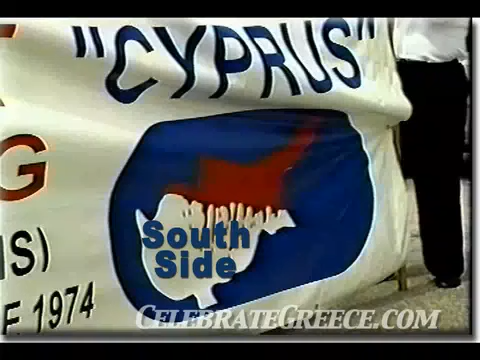 "CYPRUS"
G
IS)
E 1974
South
Side
CELEBRATEGREECE.COM